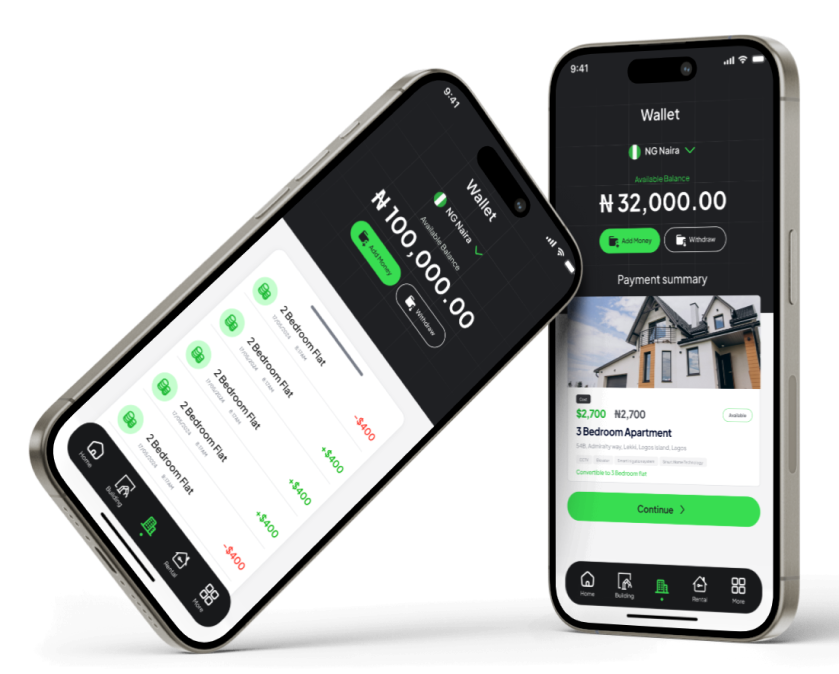 9:41
Wallet
NG Naira
Available Balance
₦ 100,000.00
Add Money
Withdraw
2 Bedroom Flat
-$400
2 Bedroom Flat
+$400
2 Bedroom Flat
+$400
2 Bedroom Flat
+$400
2 Bedroom Flat
-$400
Home
Building
Rental
More
9:41
Wallet
NG Naira
Available Balance
₦ 32,000.00
Add Money
Withdraw
Payment summary
$2,700 ₦2,700
Available
3 Bedroom Apartment
Admiralty way, Lekki, Lagos island, Lagos
Convertible to 3 Bedroom flat
Continue
Home
Building
Rental
More